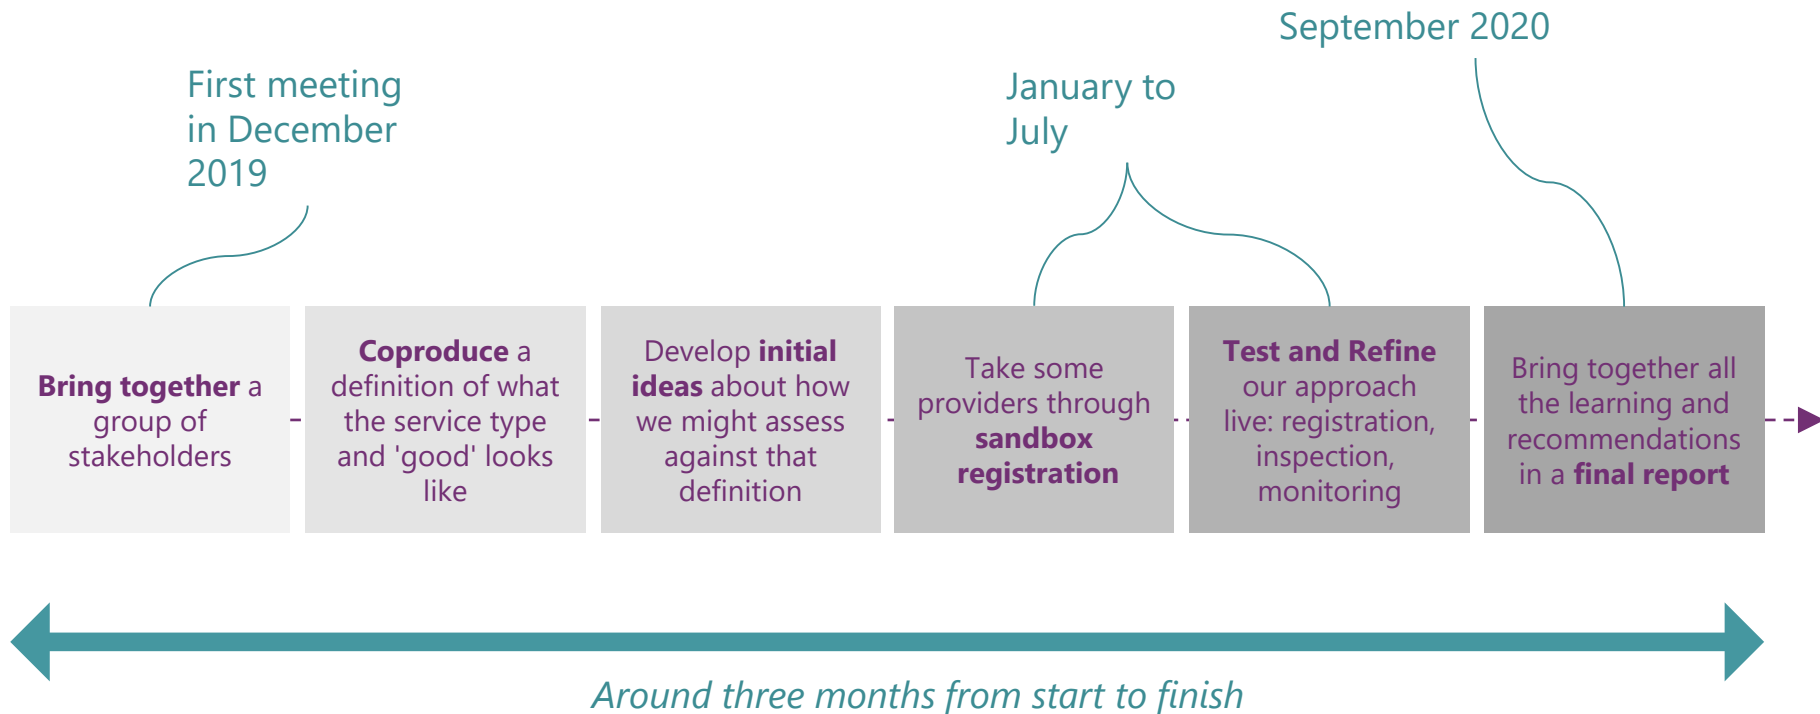 September 2020
First meeting
in December
2019
January to
July
Bring together a
group of
stakeholders
Coproduce a
definition of what
the service type
and 'good' looks
like
Develop initial
ideas about how
we might assess
against that
definition
Take some
providers through
sandbox
registration
Test and Refine
our approach
live: registration,
inspection,
monitoring
Bring together all
the learning and
recommendations
in a final report
Around three months from start to finish